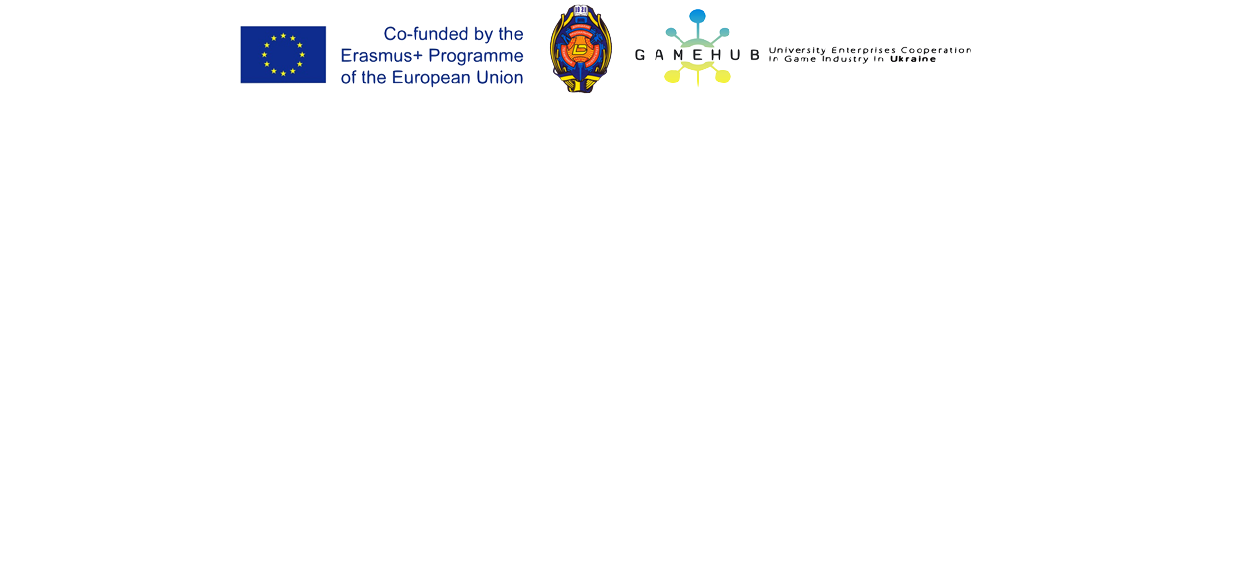 Co-funded by the
Erasmus+ Programme
of the European Union
GAMEHUB
University Enterprises Cooperation
in Game Industry in Ukraine